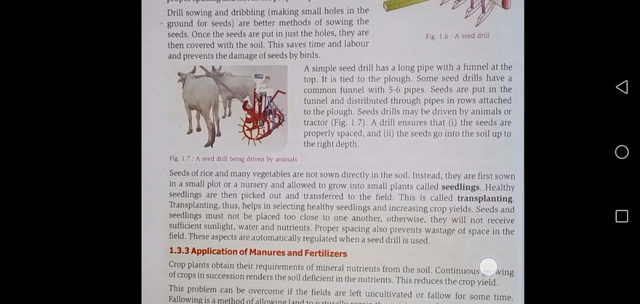 Drill sowing and dribbling (making small holes in the
ground for seeds) are better methods of sowing the
seeds. Once the seeds are put in just the holes, they are
then covered with the soil. This saves time and labour
and prevents the damage of seeds by birds.
Fig. 1.6 : A seed drill
A simple seed drill has a long pipe with a funnel at the
top. It is tied to the plough. Some seed drills have a
common funnel with 5-6 pipes. Seeds are put in the
funnel and distributed through pipes in rows attached
to the plough. Seeds drills may be driven by animals or
tractor (Fig. 1.7). A drill ensures that (i) the seeds are
properly spaced, and (ii) the seeds go into the soil up to
the right depth.
Fig. 1.7 : A seed drill being driven by animals
Seeds of rice and many vegetables are not sown directly in the soil. Instead, they are first sown
in a small plot or a nursery and allowed to grow into small plants called seedlings. Healthy
seedlings are then picked out and transferred to the field. This is called transplanting.
Transplanting, thus, helps in selecting healthy seedlings and increasing crop yields. Seeds and
seedlings must not be placed too close to one another, otherwise, they will not receive
sufficient sunlight, water and nutrients. Proper spacing also prevents wastage of space in the
field. These aspects are automatically regulated when a seed drill is used.
1.3.3 Application of Manures and Fertilizers
Crop plants obtain their requirements of mineral nutrients from the soil. Continuous
of crops in succession renders the soil deficient in the nutrients. This reduces the crop yield.
This problem can be overcome if the fields are left uncultivated or fallow for some time.
Fallowing is a method of allowing land to